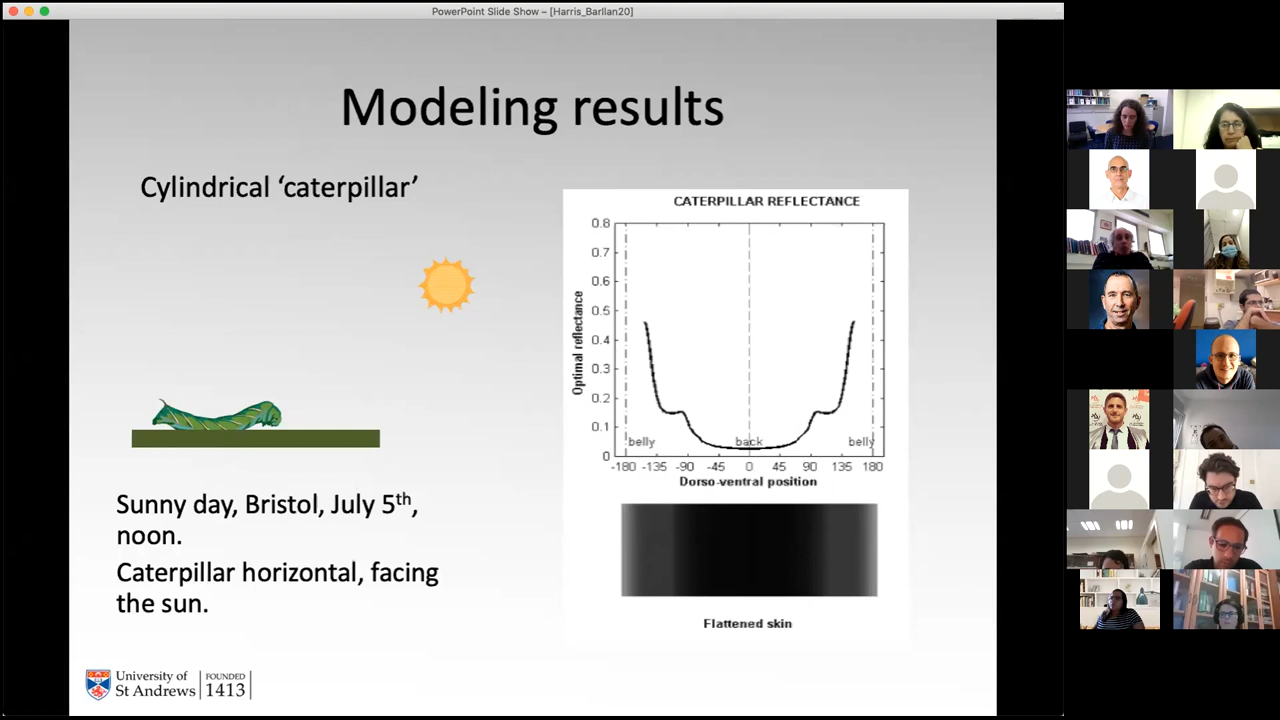 PowerPoint Slide Show – [Harris_BarIlan20]
Modeling results
Cylindrical ‘caterpillar’
CATERPILLAR REFLECTANCE
0.8
0.7
0.6
0.5
0.4
0.3
0.2
0.1
0
Optimal reflectance
belly
back
belly
-180 -135 -90 -45 0 45 90 135 180
Dorso-ventral position
Flattened skin
Sunny day, Bristol, July 5th,
noon.
Caterpillar horizontal, facing
the sun.
University of
St Andrews
FOUNDED
1413